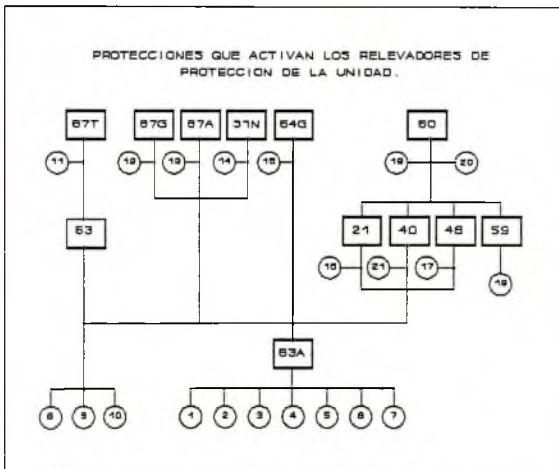 PROTECCIONES QUE ACTIVAN LOS RELEVADORES DE
PROTECCION DE LA UNIDAD.
87T 87G 87A 51N 64G 60
11 12 13 14 15 18 20
63 21 40 46 59
16 21 17 19
63A
8 9 10 1 2 3 4 5 6 7